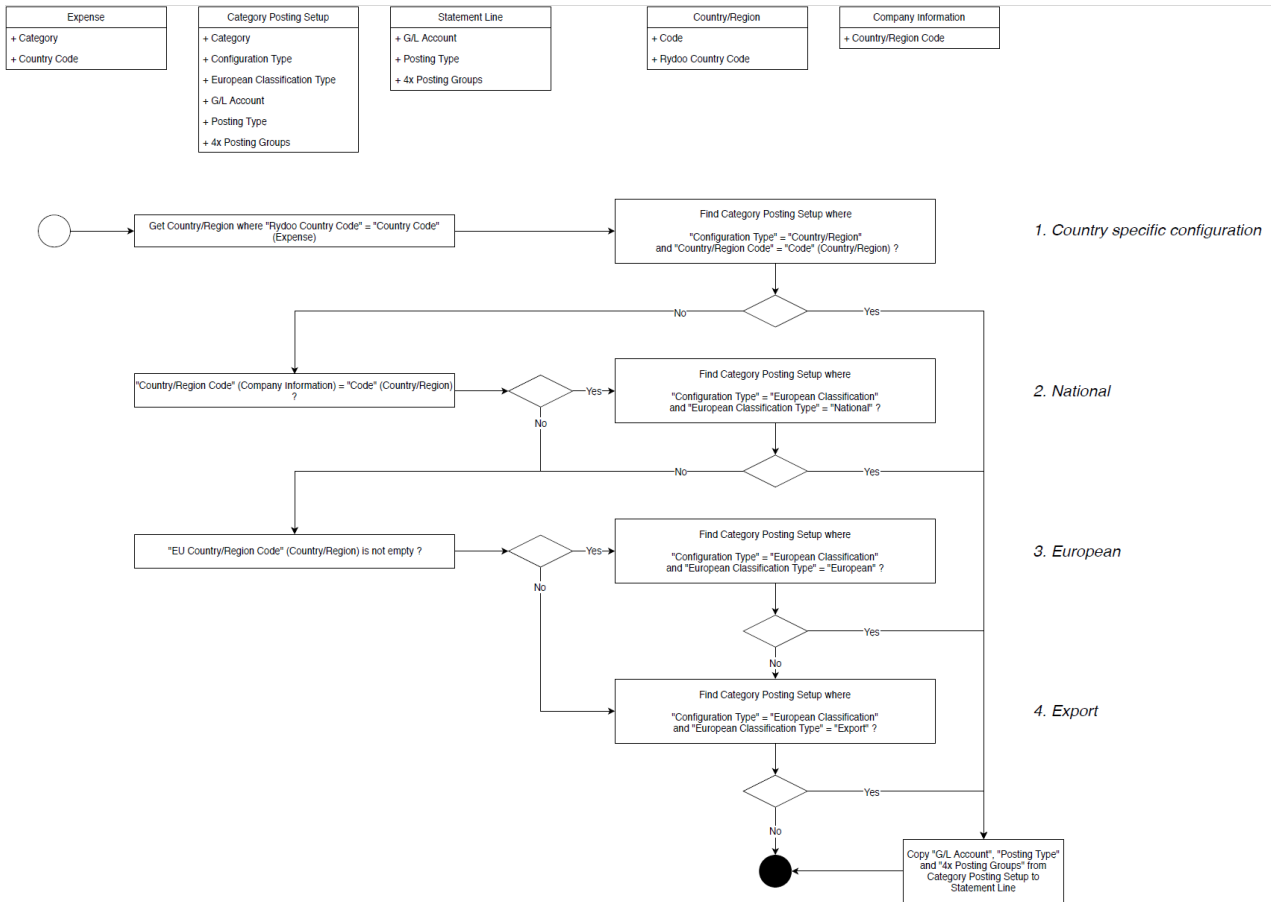 Expense
+ Category
+ Country Code
Category Posting Setup
+ Category
+ Configuration Type
+ European Classification Type
+ G/L Account
+ Posting Type
+ 4x Posting Groups
Statement Line
+ G/L Account
+ Posting Type
+ 4x Posting Groups
Country/Region
+ Code
+ Rydoo Country Code
Company Information
+ Country/Region Code
Get Country/Region where "Rydoo Country Code" = "Country Code"
(Expense)
Find Category Posting Setup where
"Configuration Type" = "Country/Region"
and "Country/Region Code" = "Code" (Country/Region) ?
1. Country specific configuration
No
Yes
"Country/Region Code" (Company Information) = "Code" (Country/Region)
?
Yes
No
Find Category Posting Setup where
"Configuration Type" = "European Classification"
and "European Classification Type" = "National" ?
2. National
No
Yes
"EU Country/Region Code" (Country/Region) is not empty ?
Yes
No
Find Category Posting Setup where
"Configuration Type" = "European Classification"
and "European Classification Type" = "European" ?
3. European
Yes
No
Find Category Posting Setup where
"Configuration Type" = "European Classification"
and "European Classification Type" = "Export" ?
4. Export
Yes
No
Copy "G/L Account", "Posting Type"
and "4x Posting Groups" from
Category Posting Setup to
Statement Line